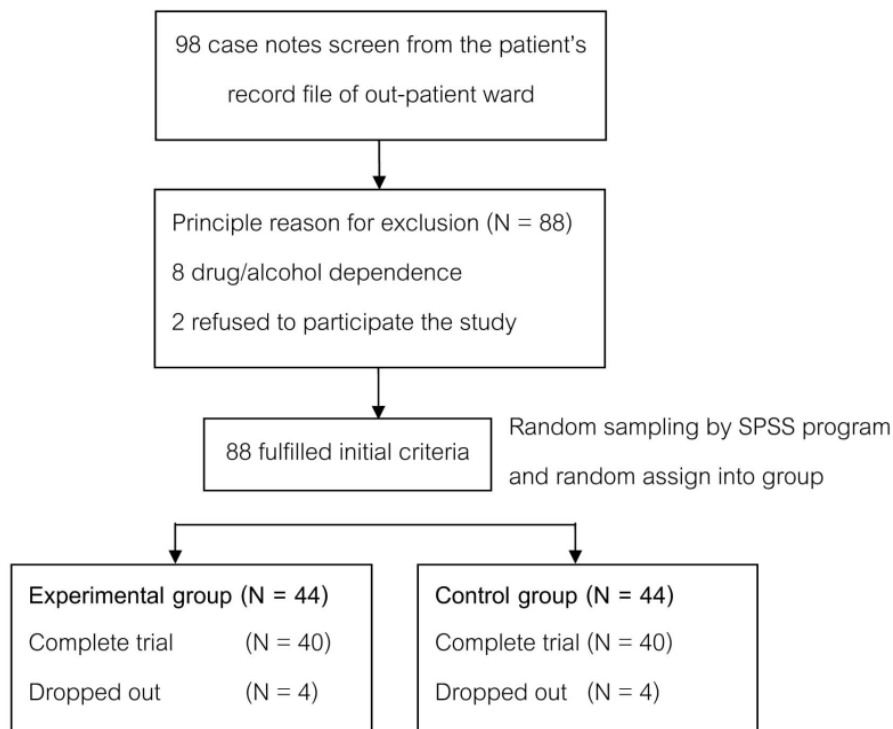 98 case notes screen from the patient's
record file of out-patient ward
Principle reason for exclusion (N = 88)
8 drug/alcohol dependence
2 refused to participate the study
88 fulfilled initial criteria
Random sampling by SPSS program
and random assign into group
Experimental group (N = 44)
Complete trial (N = 40)
Dropped out (N = 4)
Control group (N = 44)
Complete trial (N = 40)
Dropped out (N = 4)